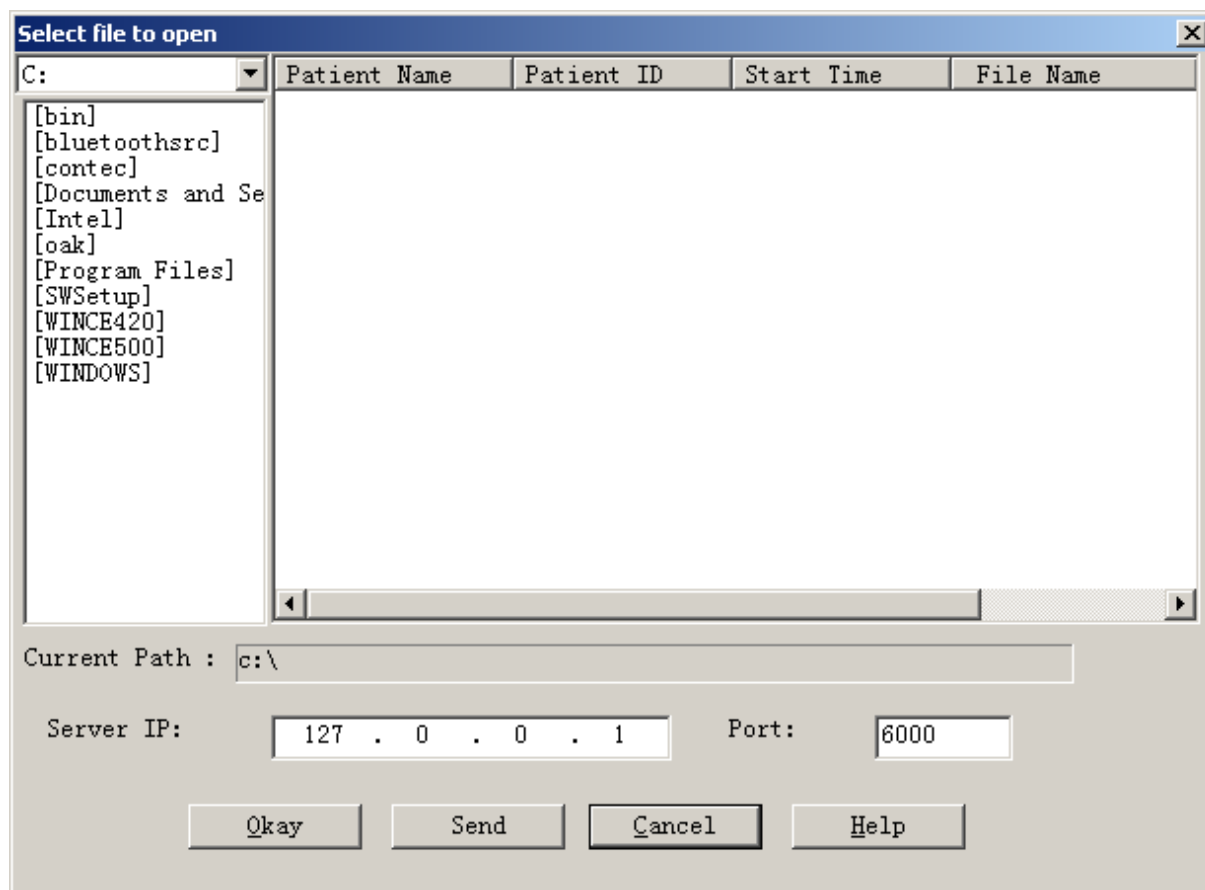 Select file to open
C:
Patient Name Patient ID Start Time File Name
[bin]
[bluetoothsrc]
[contec]
[Documents and Se
[Intel]
[oak]
[Program Files]
[SWSetup]
[WINCE420]
[WINCE500]
[WINDOWS]
Current Path : c:\
Server IP: 127 . 0 . 0 . 1 Port: 6000
Okay Send Cancel Help